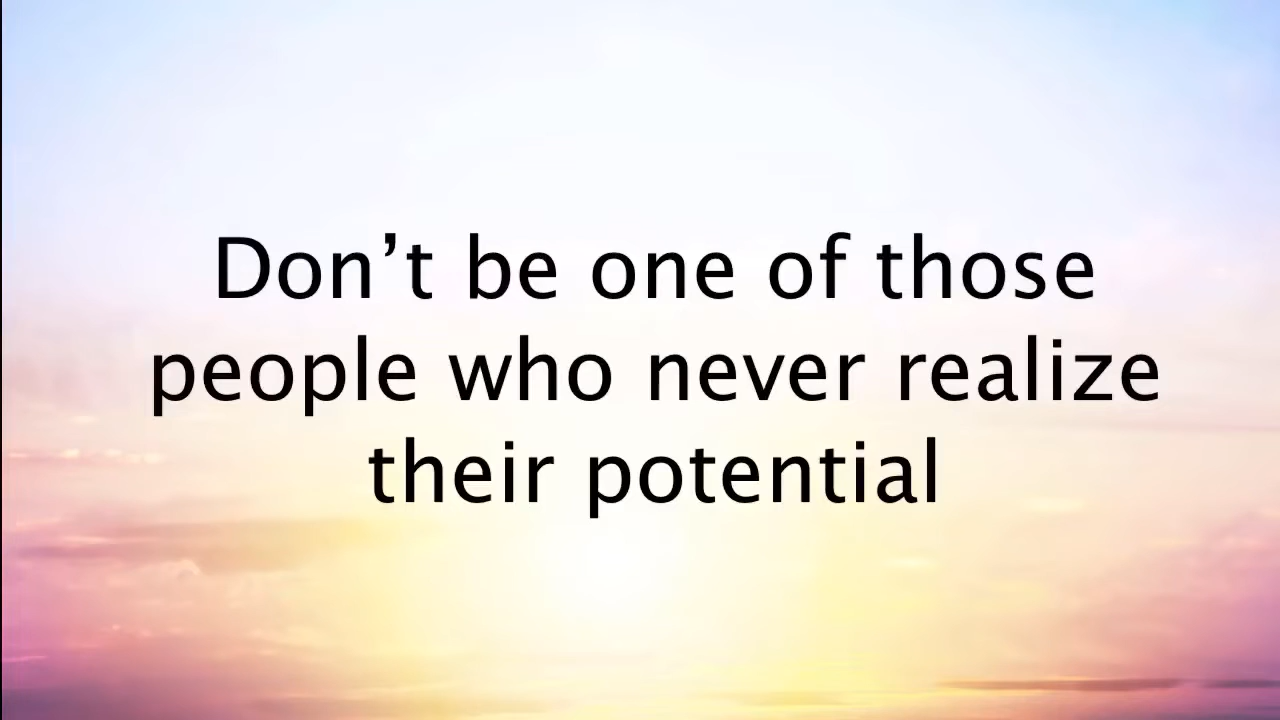 Don’t be one of those
people who never realize
their potential